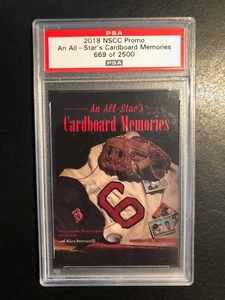 PSA
2018 NSCC Promo
An All-Star's Cardboard Memories
669 of 2500
PSA
An All-Star's
Cardboard Memories
6
Rico Petrocelli